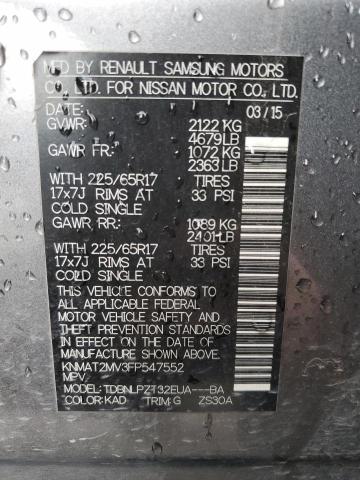 MFD BY RENAULT SAMSUNG MOTORS
CO., LTD. FOR NISSAN MOTOR CO., LTD.
DATE: 03/15
GVWR: 2122 KG
4679 LB
GAWR FR: 1072 KG
2363 LB
WITH 225/65R17 TIRES
17x7J RIMS AT 33 PSI
COLD SINGLE
GAWR RR: 1089 KG
2401 LB
WITH 225/65R17 TIRES
17x7J RIMS AT 33 PSI
COLD SINGLE
THIS VEHICLE CONFORMS TO
ALL APPLICABLE FEDERAL
MOTOR VEHICLE SAFETY AND
THEFT PREVENTION STANDARDS
IN EFFECT ON THE DATE OF
MANUFACTURE SHOWN ABOVE.
KNMAT2MV3FP547552
MPV
MODEL: TDBNLPZT32EUA---BA
COLOR: KAD TRIM: G ZS30A